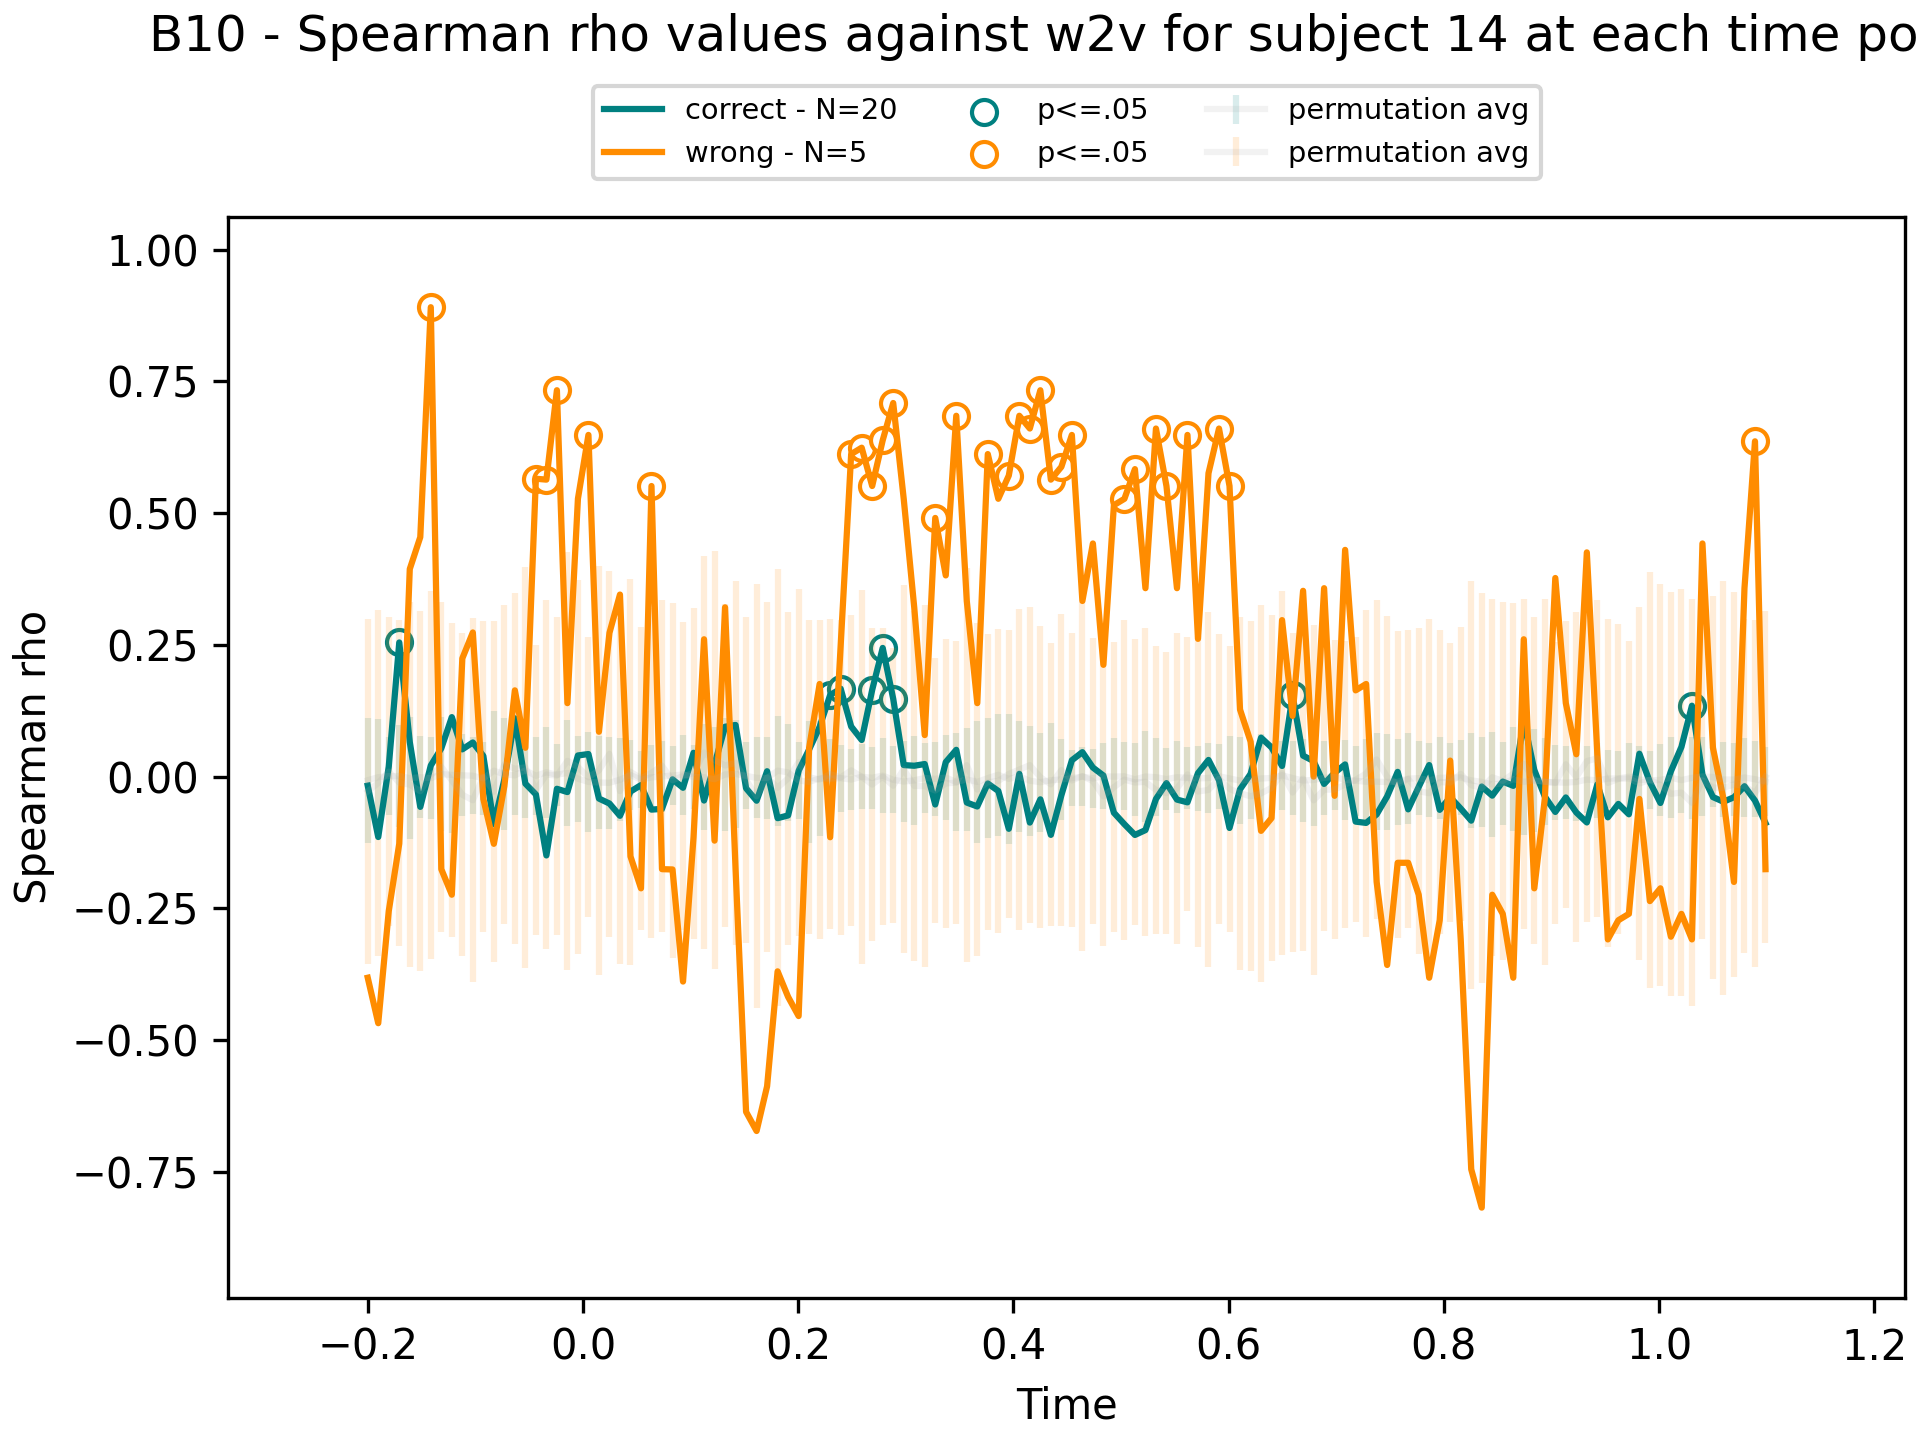 B10 - Spearman rho values against w2v for subject 14 at each time po
correct - N=20
wrong - N=5
p<=.05
p<=.05
permutation avg
permutation avg
1.00
0.75
0.50
0.25
0.00
−0.25
−0.50
−0.75
Spearman rho
−0.2 0.0 0.2 0.4 0.6 0.8 1.0 1.2
Time